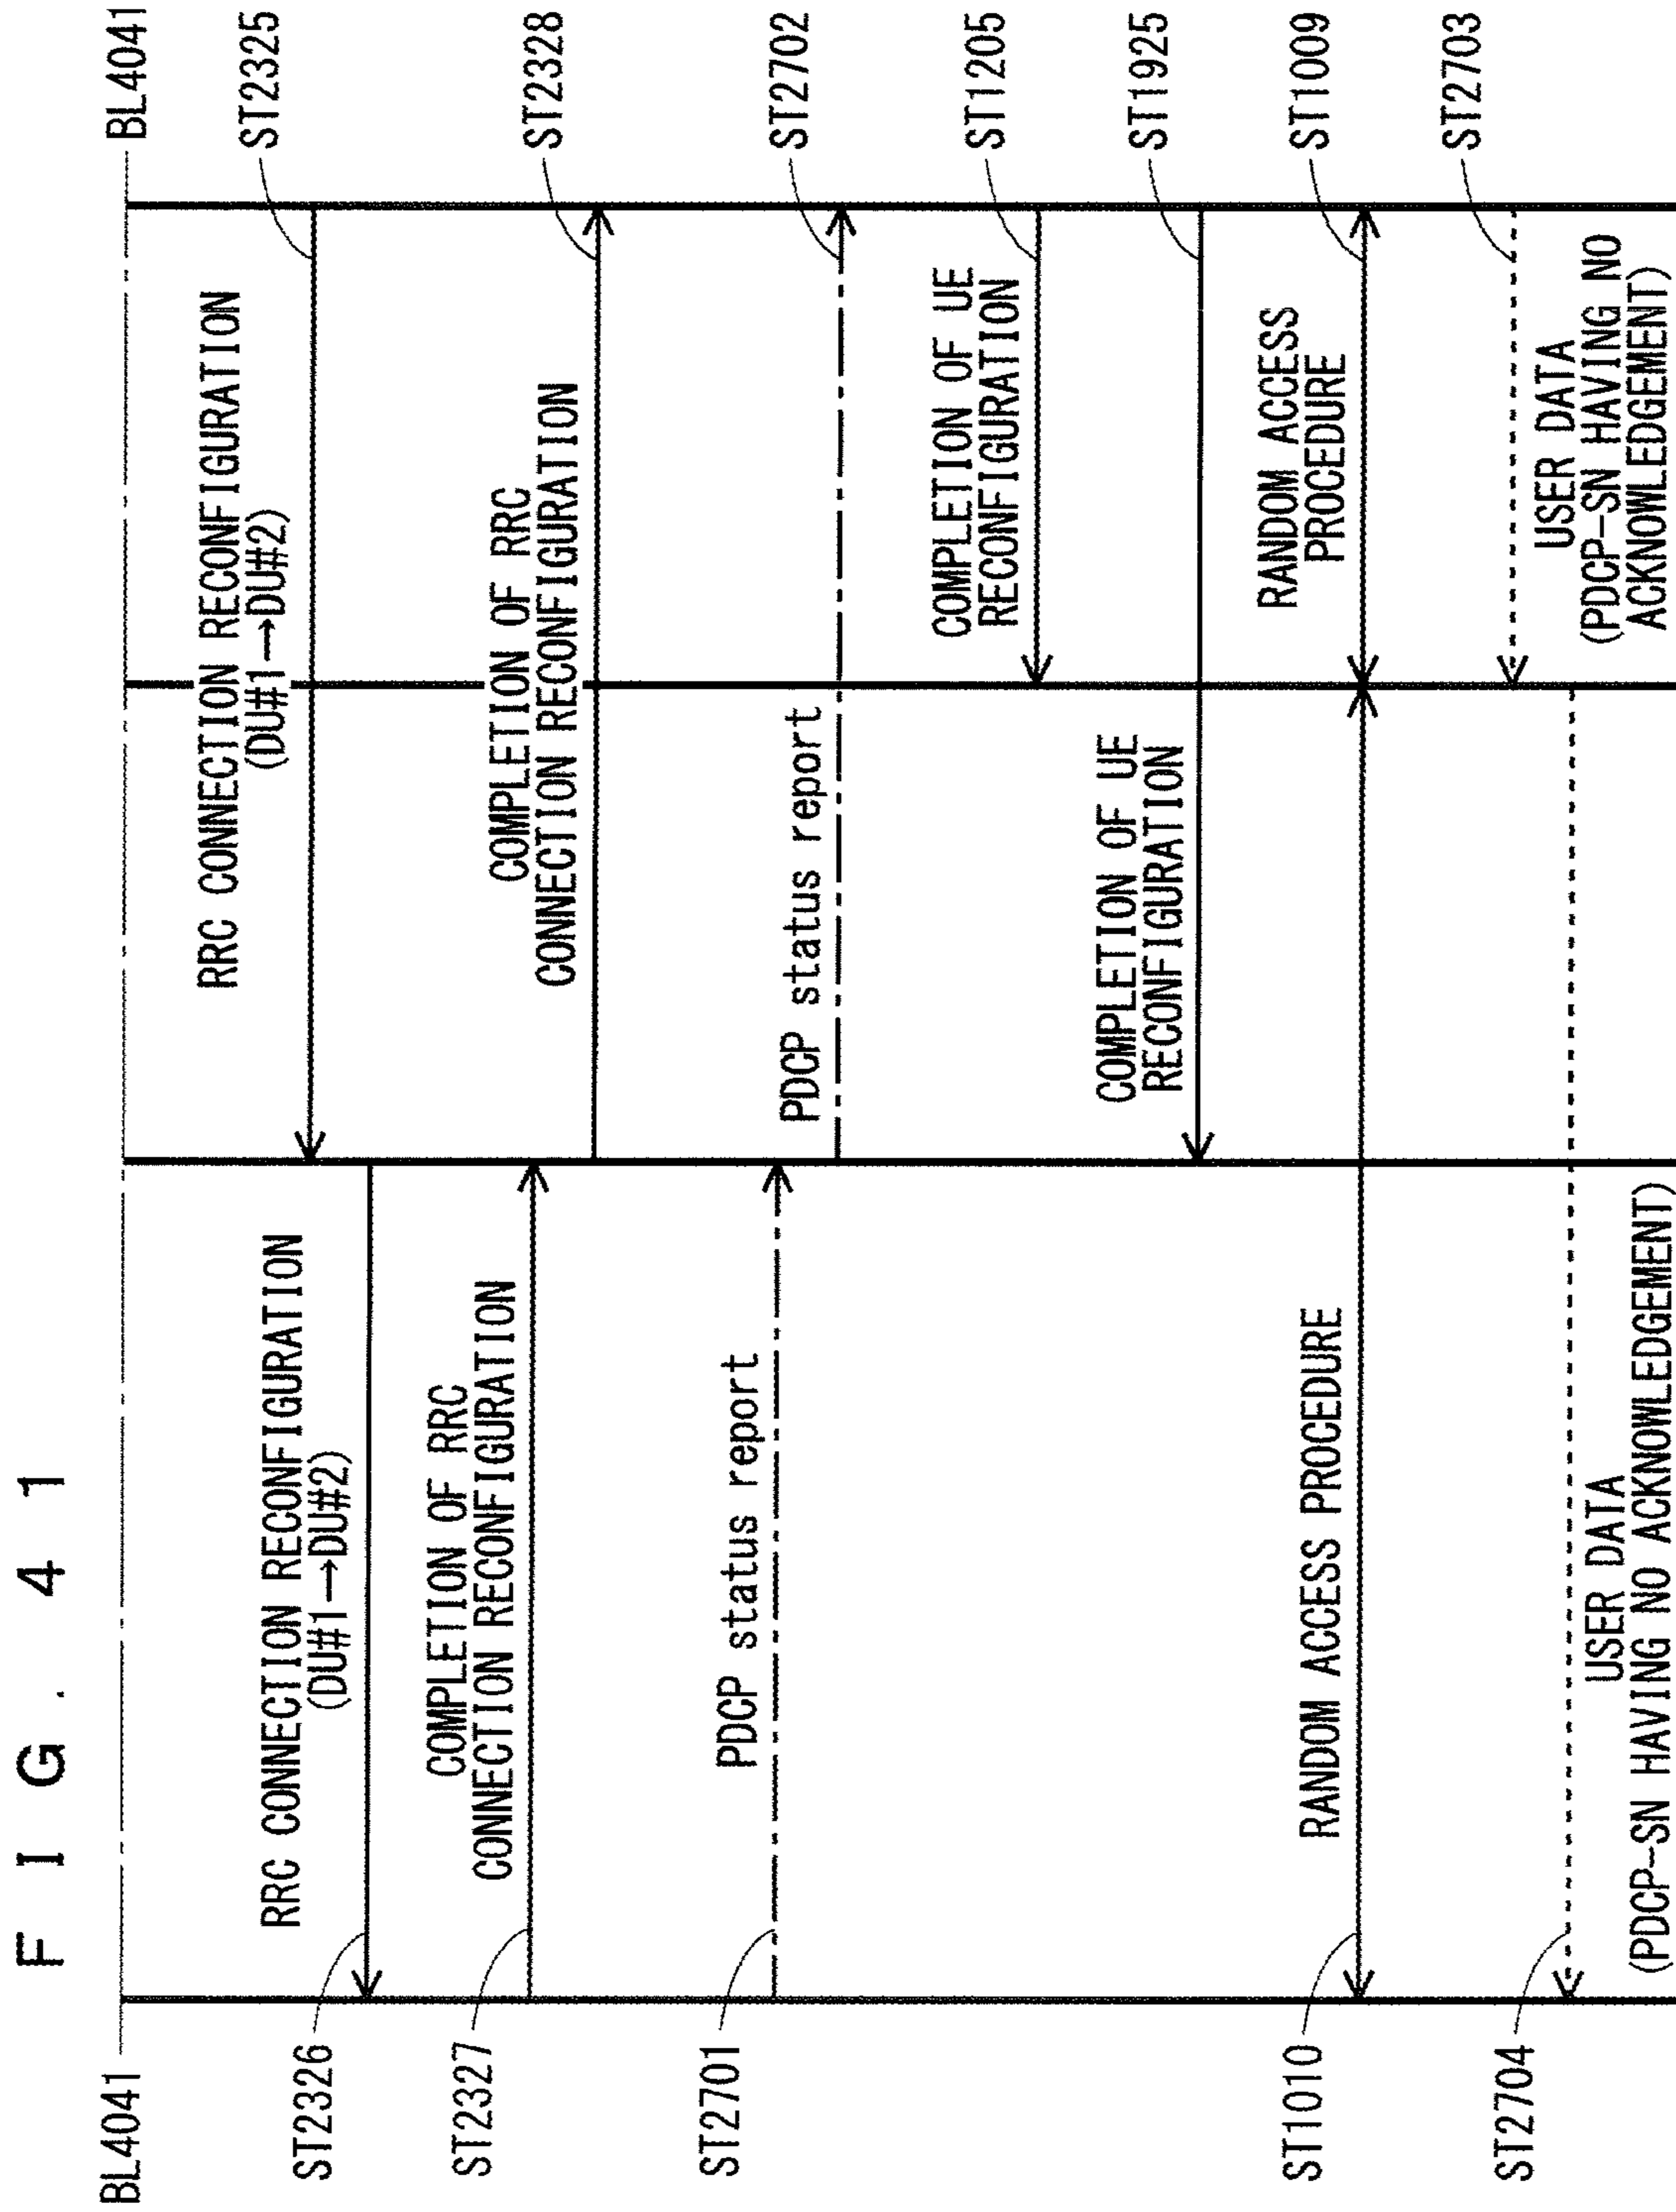 FIG. 41
BL4041
BL4041
RRC CONNECTION RECONFIGURATION
(DU#1→DU#2)
ST2325
ST2326
RRC CONNECTION RECONFIGURATION
(DU#1→DU#2)
ST2327
COMPLETION OF RRC
CONNECTION RECONFIGURATION
COMPLETION OF RRC
CONNECTION RECONFIGURATION
ST2328
ST2701
PDCP status report
PDCP status report
ST2702
COMPLETION OF UE
RECONFIGURATION
ST1205
COMPLETION OF UE
RECONFIGURATION
ST1925
RANDOM ACCESS
PROCEDURE
ST1009
ST1010
RANDOM ACCESS PROCEDURE
ST2703
USER DATA
(PDCP-SN HAVING NO
ACKNOWLEDGEMENT)
ST2704
USER DATA
(PDCP-SN HAVING NO ACKNOWLEDGEMENT)